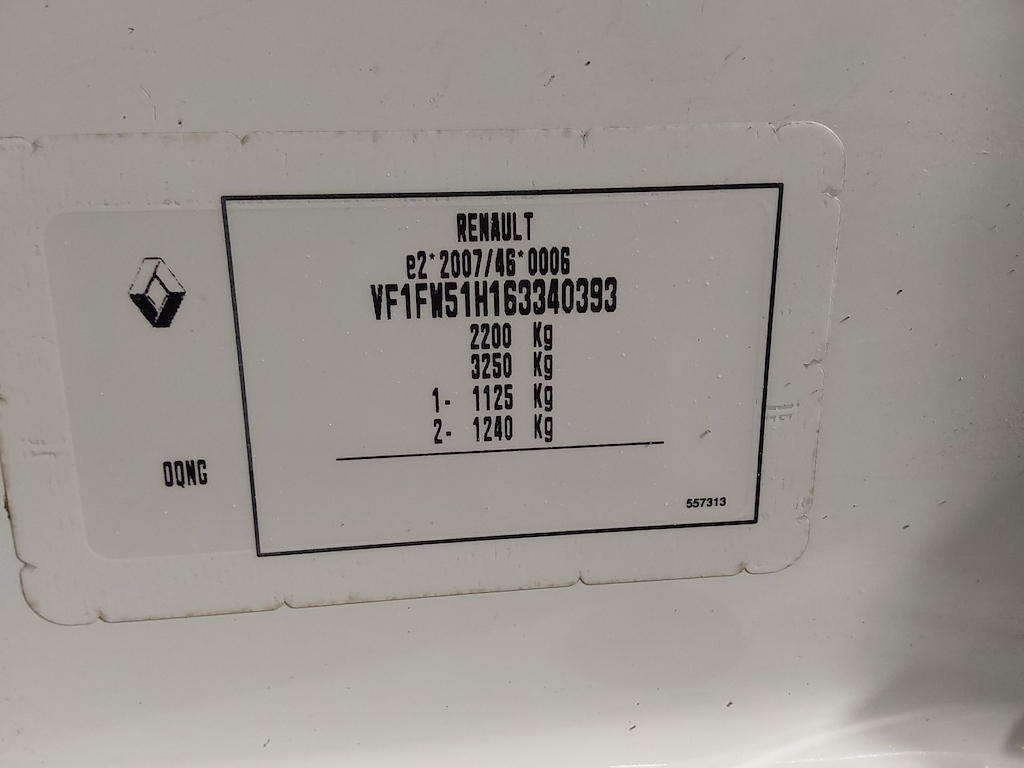 RENAULT
e2*2007/46*0006
VF1FW51H163340393
2200 Kg
3250 Kg
1- 1125 Kg
2- 1240 Kg
0QNG
557313